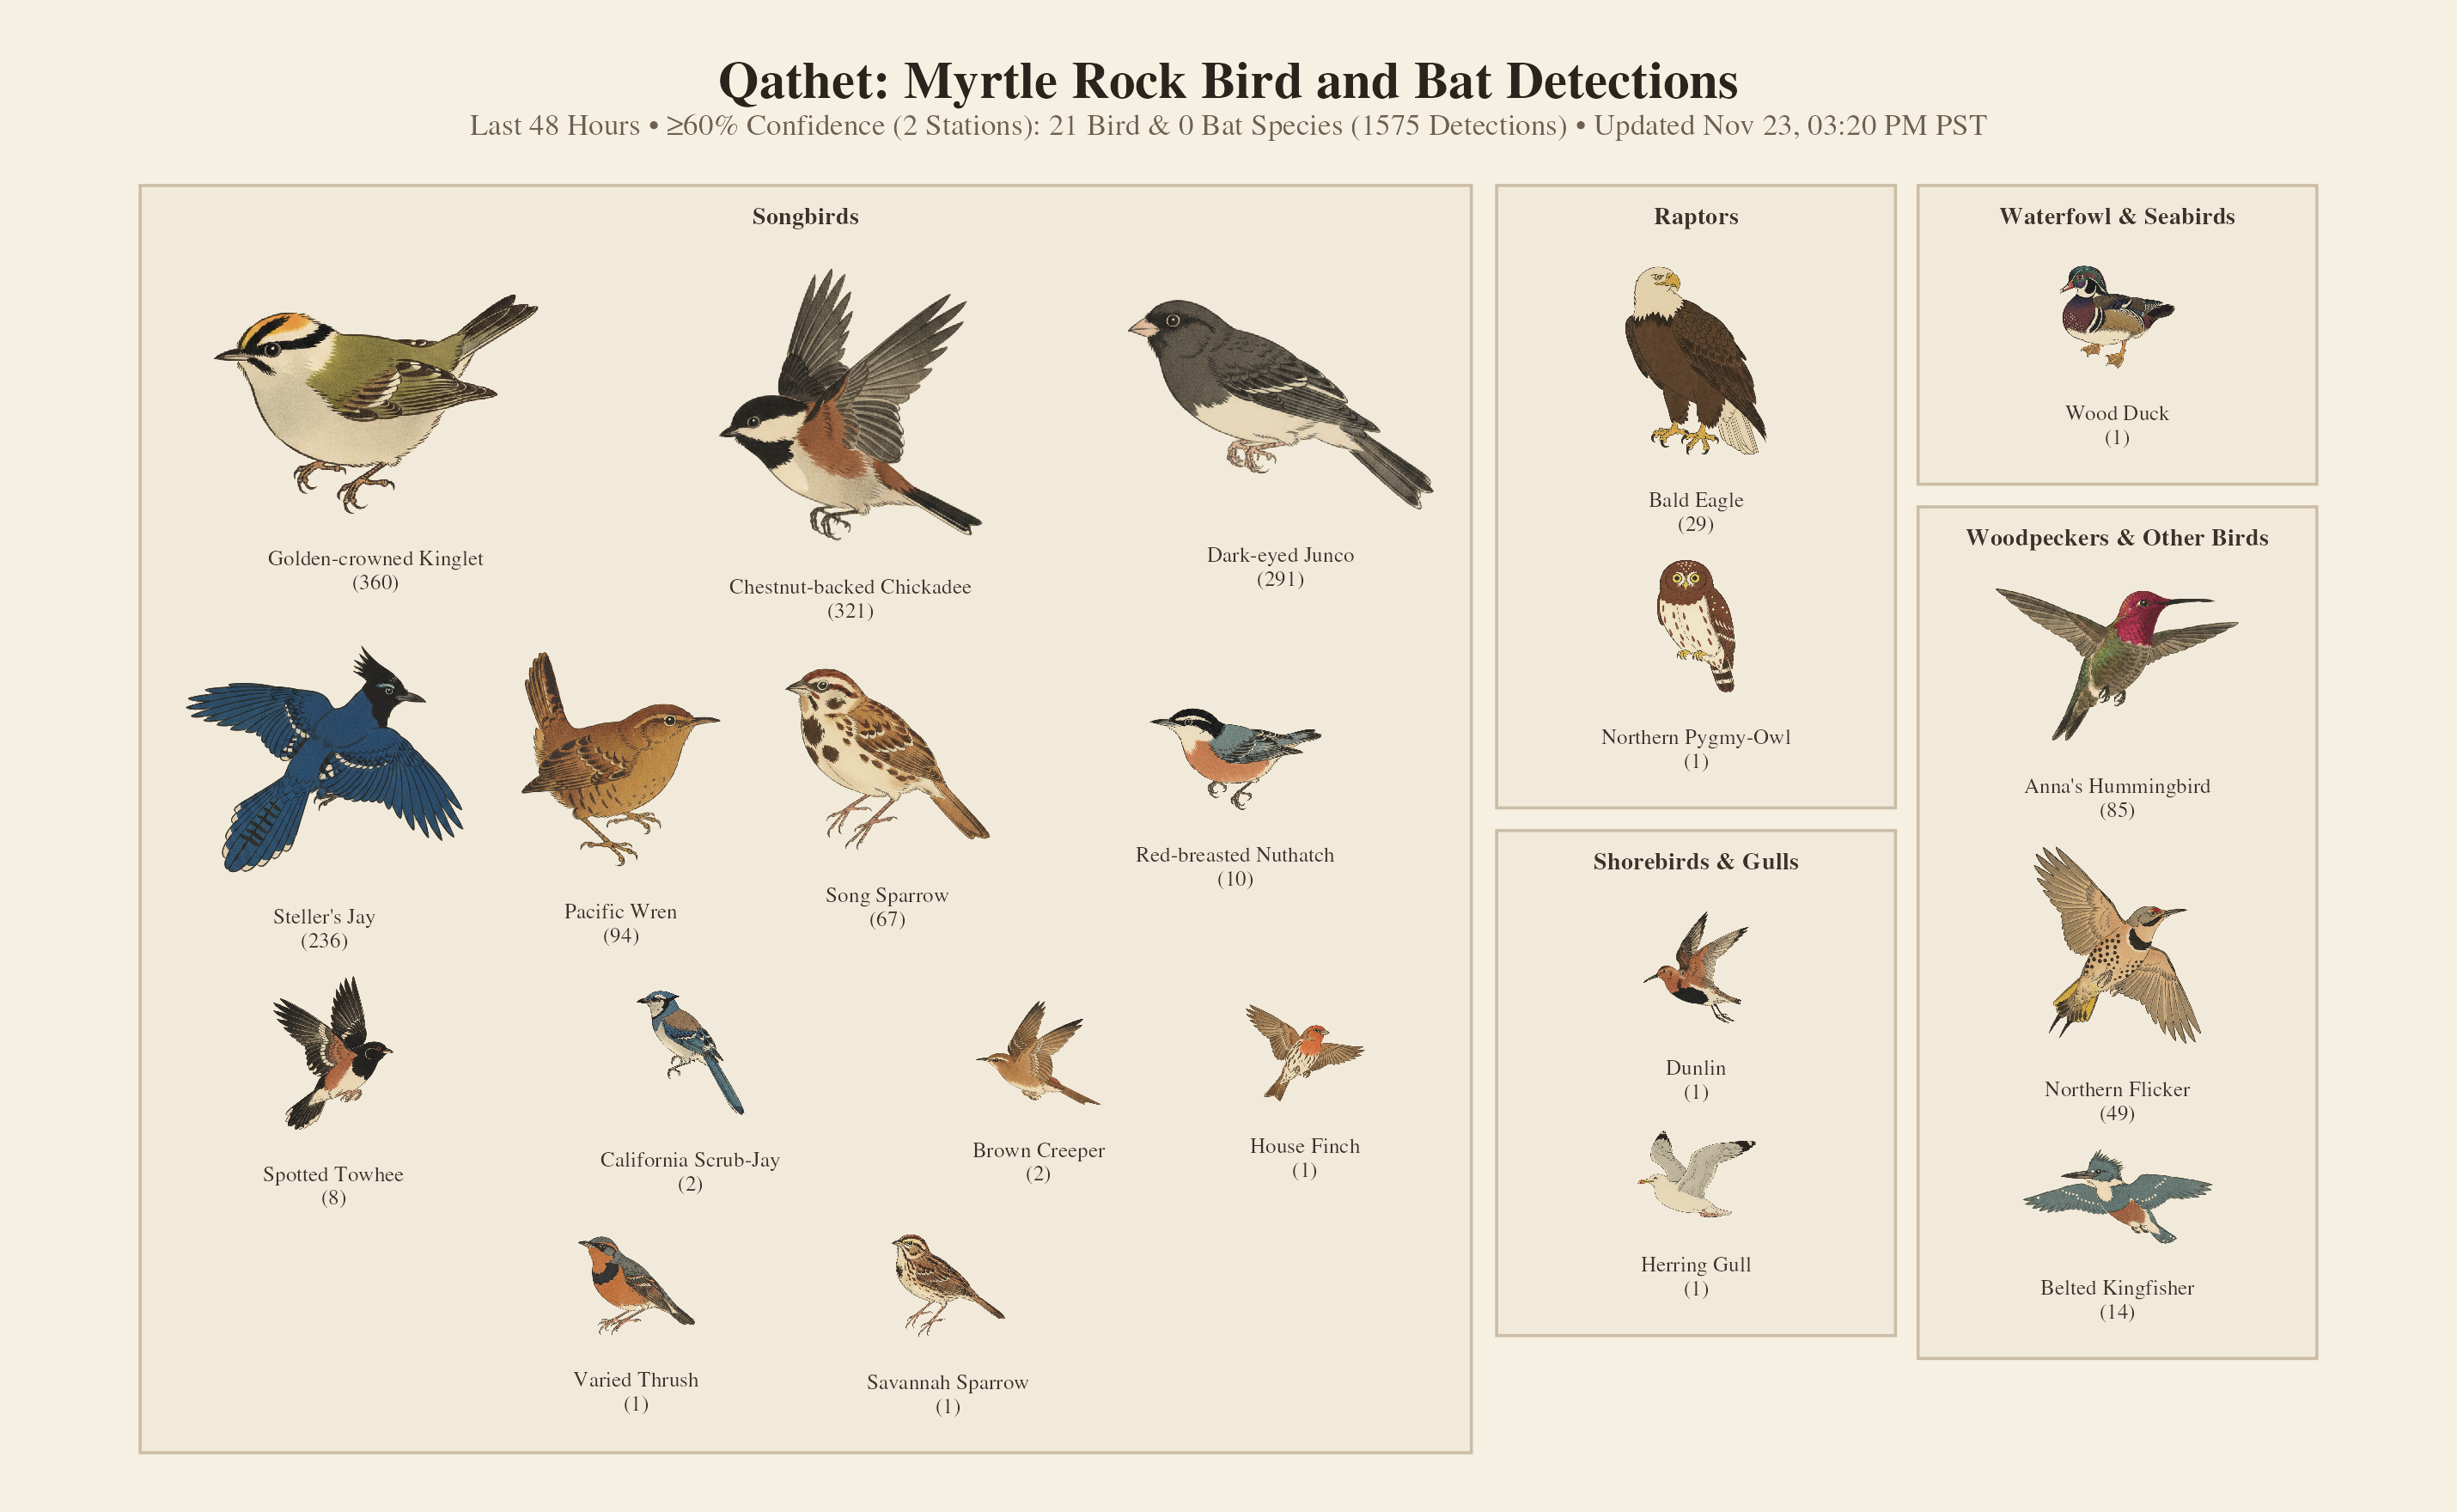 Qathet: Myrtle Rock Bird and Bat Detections
Last 48 Hours • ≥60% Confidence (2 Stations): 21 Bird & 0 Bat Species (1575 Detections) • Updated Nov 23, 03:20 PM PST
Songbirds
Golden-crowned Kinglet
(360)
Chestnut-backed Chickadee
(321)
Dark-eyed Junco
(291)
Steller's Jay
(236)
Pacific Wren
(94)
Song Sparrow
(67)
Red-breasted Nuthatch
(10)
Spotted Towhee
(8)
California Scrub-Jay
(2)
Brown Creeper
(2)
House Finch
(1)
Varied Thrush
(1)
Savannah Sparrow
(1)
Raptors
Bald Eagle
(29)
Northern Pygmy-Owl
(1)
Shorebirds & Gulls
Dunlin
(1)
Herring Gull
(1)
Waterfowl & Seabirds
Wood Duck
(1)
Woodpeckers & Other Birds
Anna's Hummingbird
(85)
Northern Flicker
(49)
Belted Kingfisher
(14)